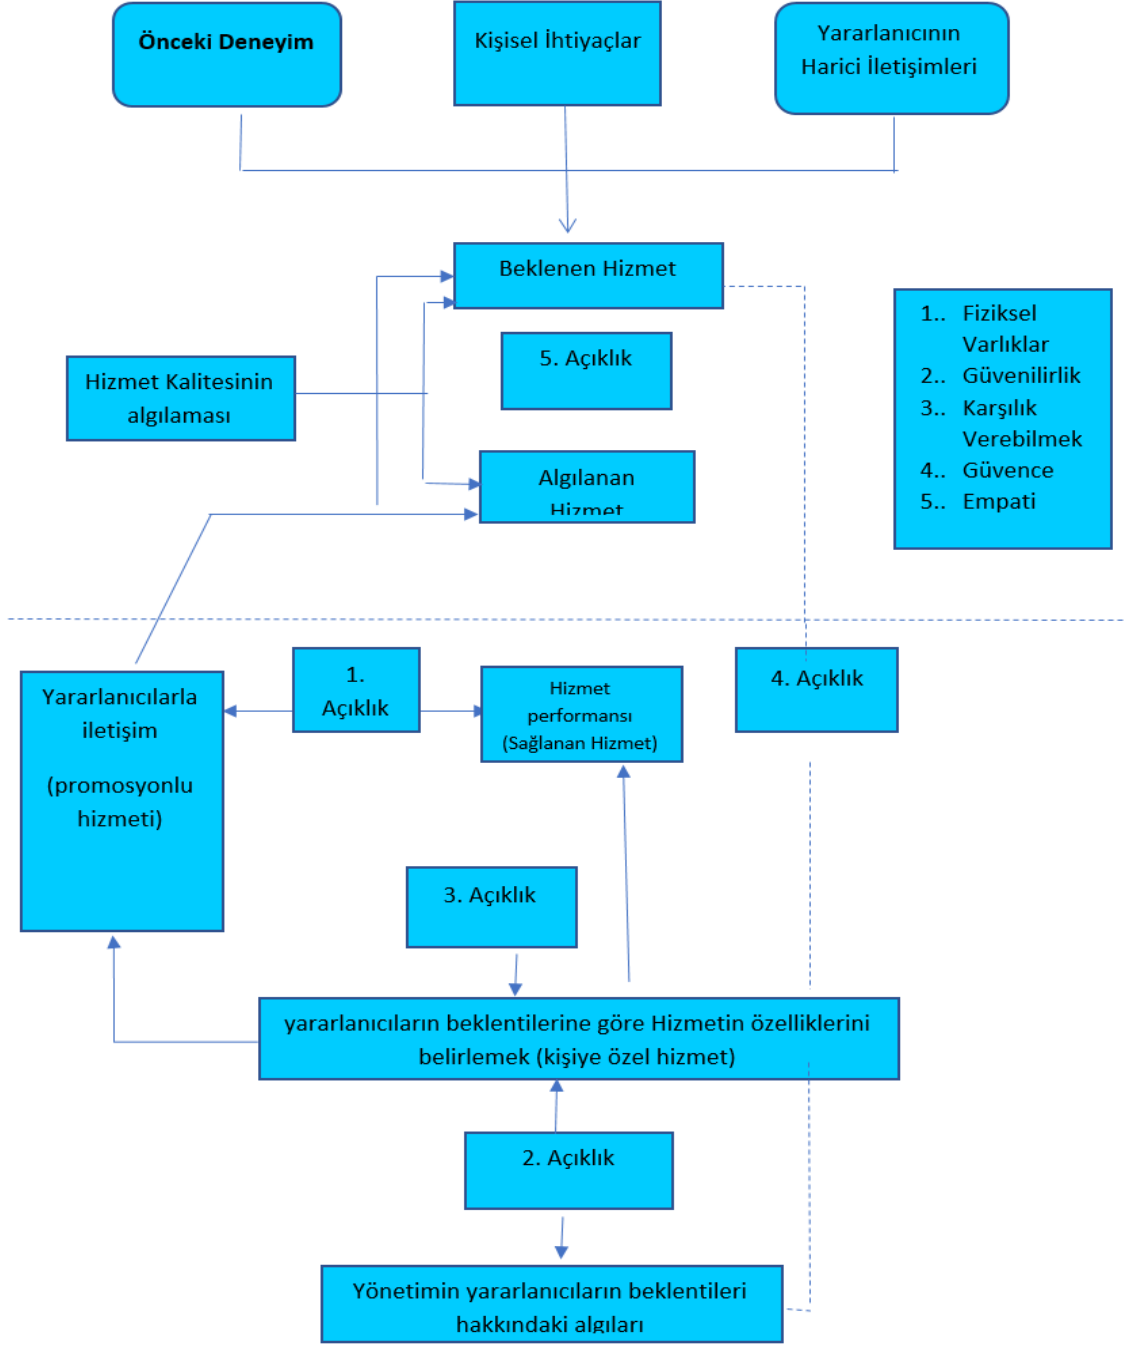 Önceki Deneyim
Kişisel İhtiyaçlar
Yararlanıcının
Harici İletişimleri
Beklenen Hizmet
1.. Fiziksel
Varlıklar
2.. Güvenilirlik
3.. Karşılık
Verebilmek
4.. Güvence
5.. Empati
5. Açıklık
Hizmet Kalitesinin
algılaması
Algılanan
Hizmet
Yararlanıcılarla
iletişim
(promosyonlu
hizmeti)
1.
Açıklık
Hizmet
performansı
(Sağlanan Hizmet)
4. Açıklık
3. Açıklık
yararlanıcıların beklentilerine göre Hizmetin özelliklerini
belirlemek (kişiye özel hizmet)
2. Açıklık
Yönetimin yararlanıcıların beklentileri
hakkındaki algıları